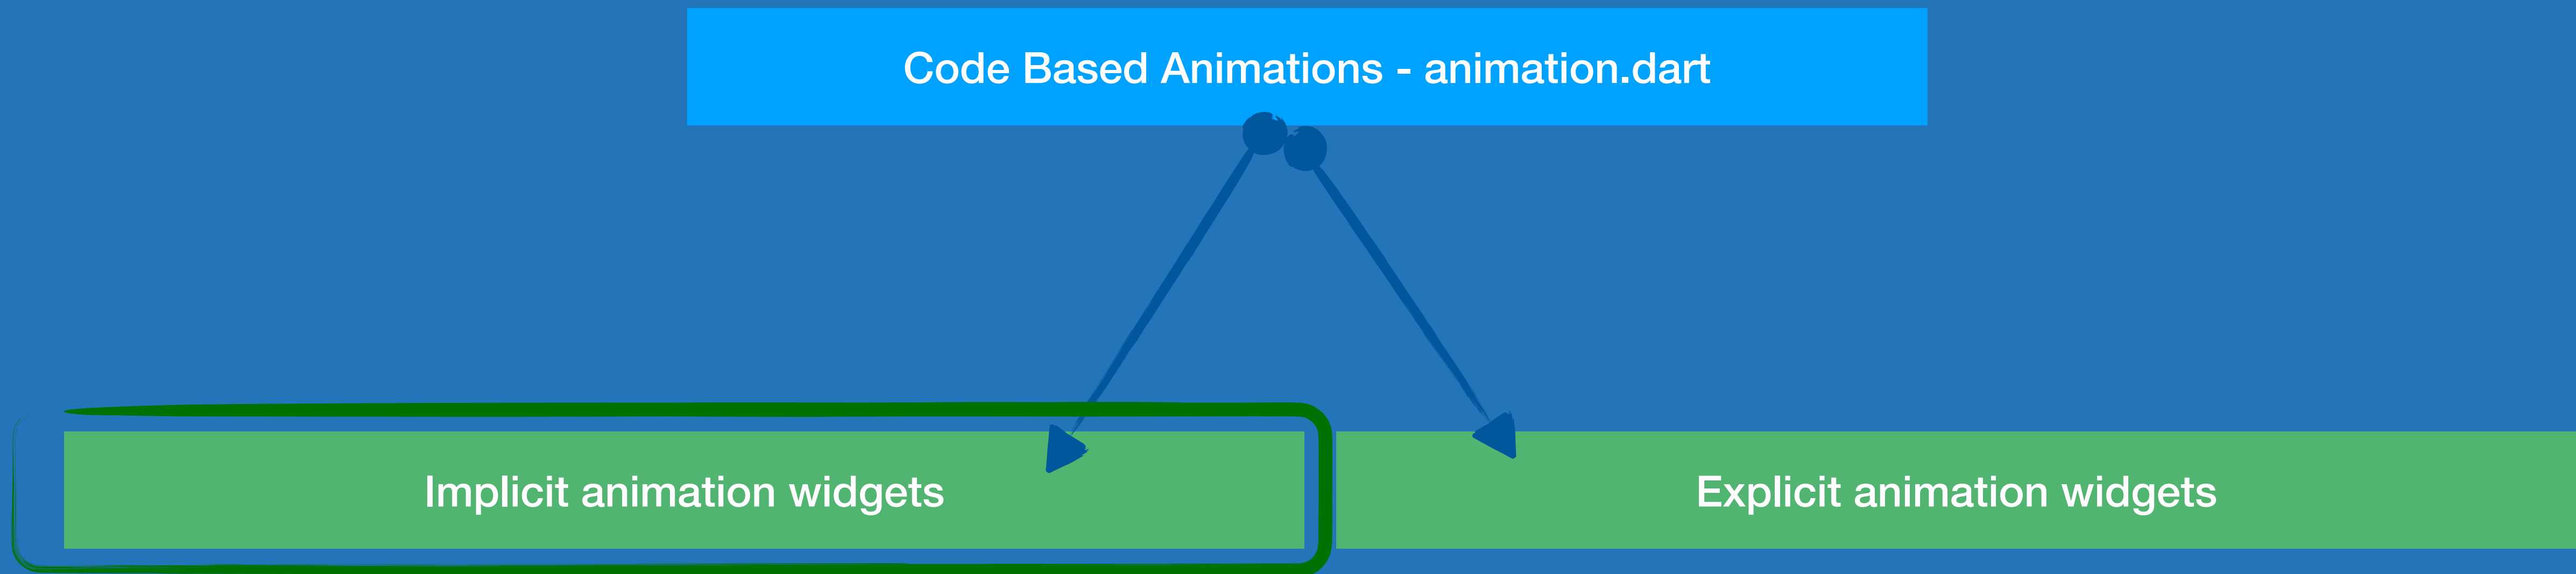 Code Based Animations - animation.dart
Implicit animation widgets
Explicit animation widgets